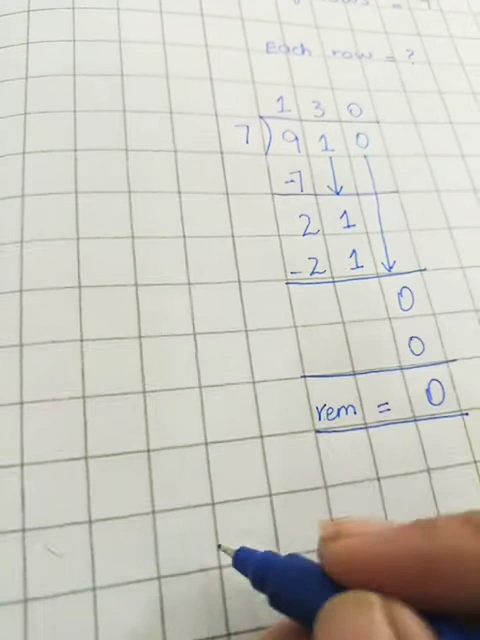 Each row = ?
1 3 0
7 ) 9 1 0
-7
2 1
-2 1
0
0
rem = 0